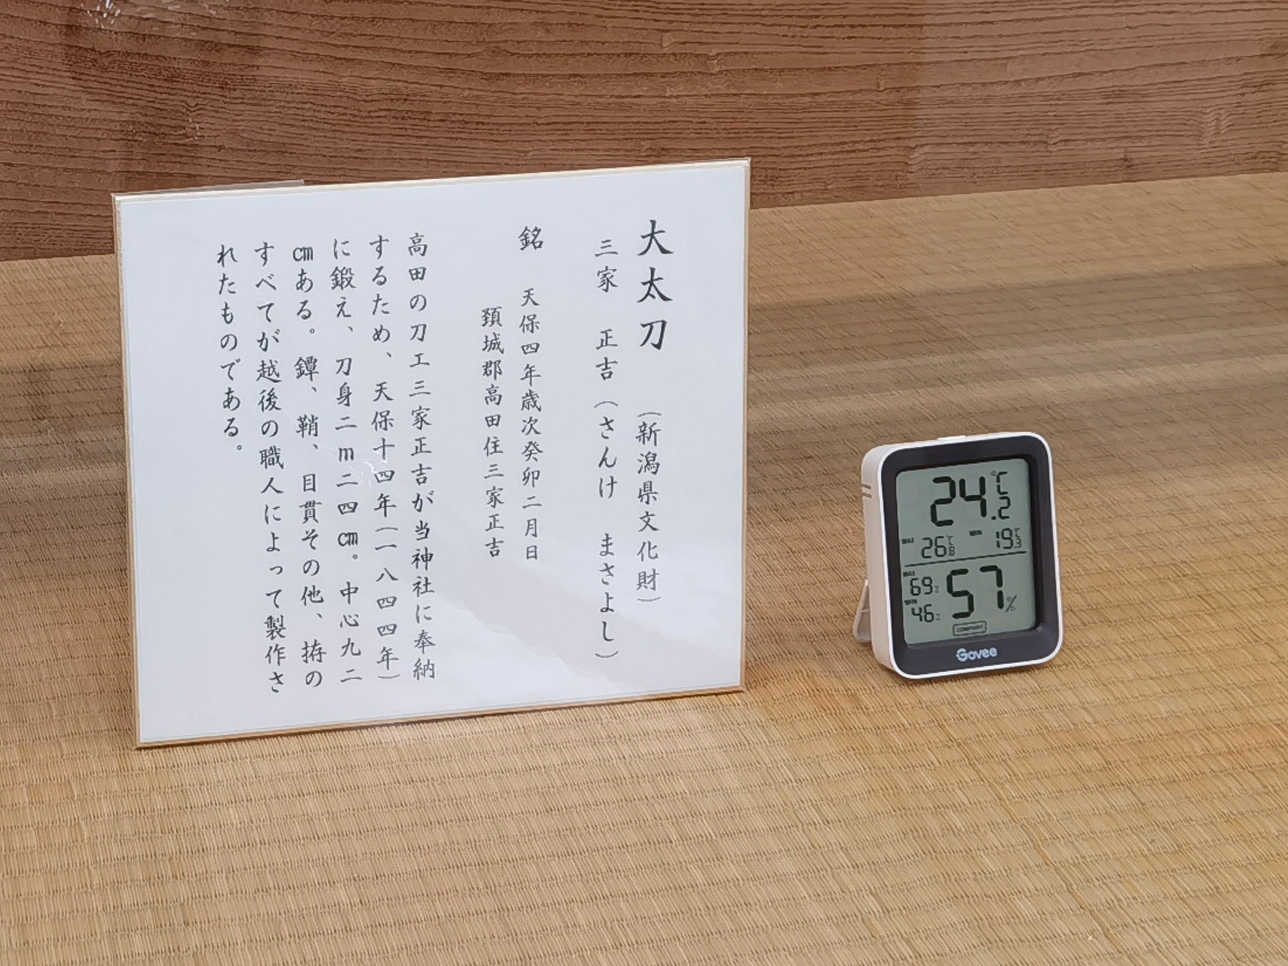 大太刀 (新潟県文化財)
三家 正吉(さんけ まさよし)
銘 天保四年歳次癸卯二月日
頚城郡高田住三家正吉
高田の刀工三家正吉が当神社に奉納
するため、天保十四年(一八四四年)
に鍛え、刀身二m二四㎝。中心九二
㎝ある。鐔、鞘、目貫その他、拵の
すべてが越後の職人によって製作さ
れたものである。
24.2℃
MAX 26.8℃ MIN 19.3℃
MAX 69%
MIN 46%
57%
COMFORT
Govee